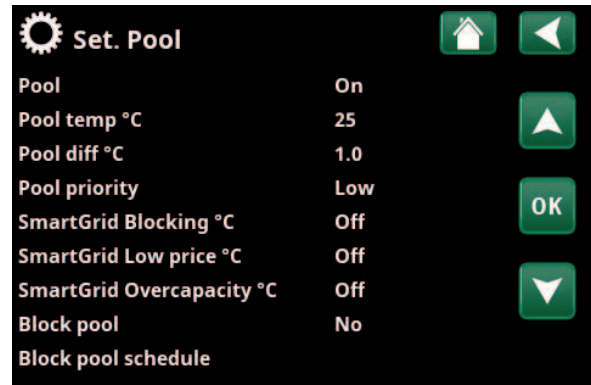 Set. Pool
Pool On
Pool temp °C 25
Pool diff °C 1.0
Pool priority Low
SmartGrid Blocking °C Off
SmartGrid Low price °C Off
SmartGrid Overcapacity °C Off
Block pool No
Block pool schedule
OK